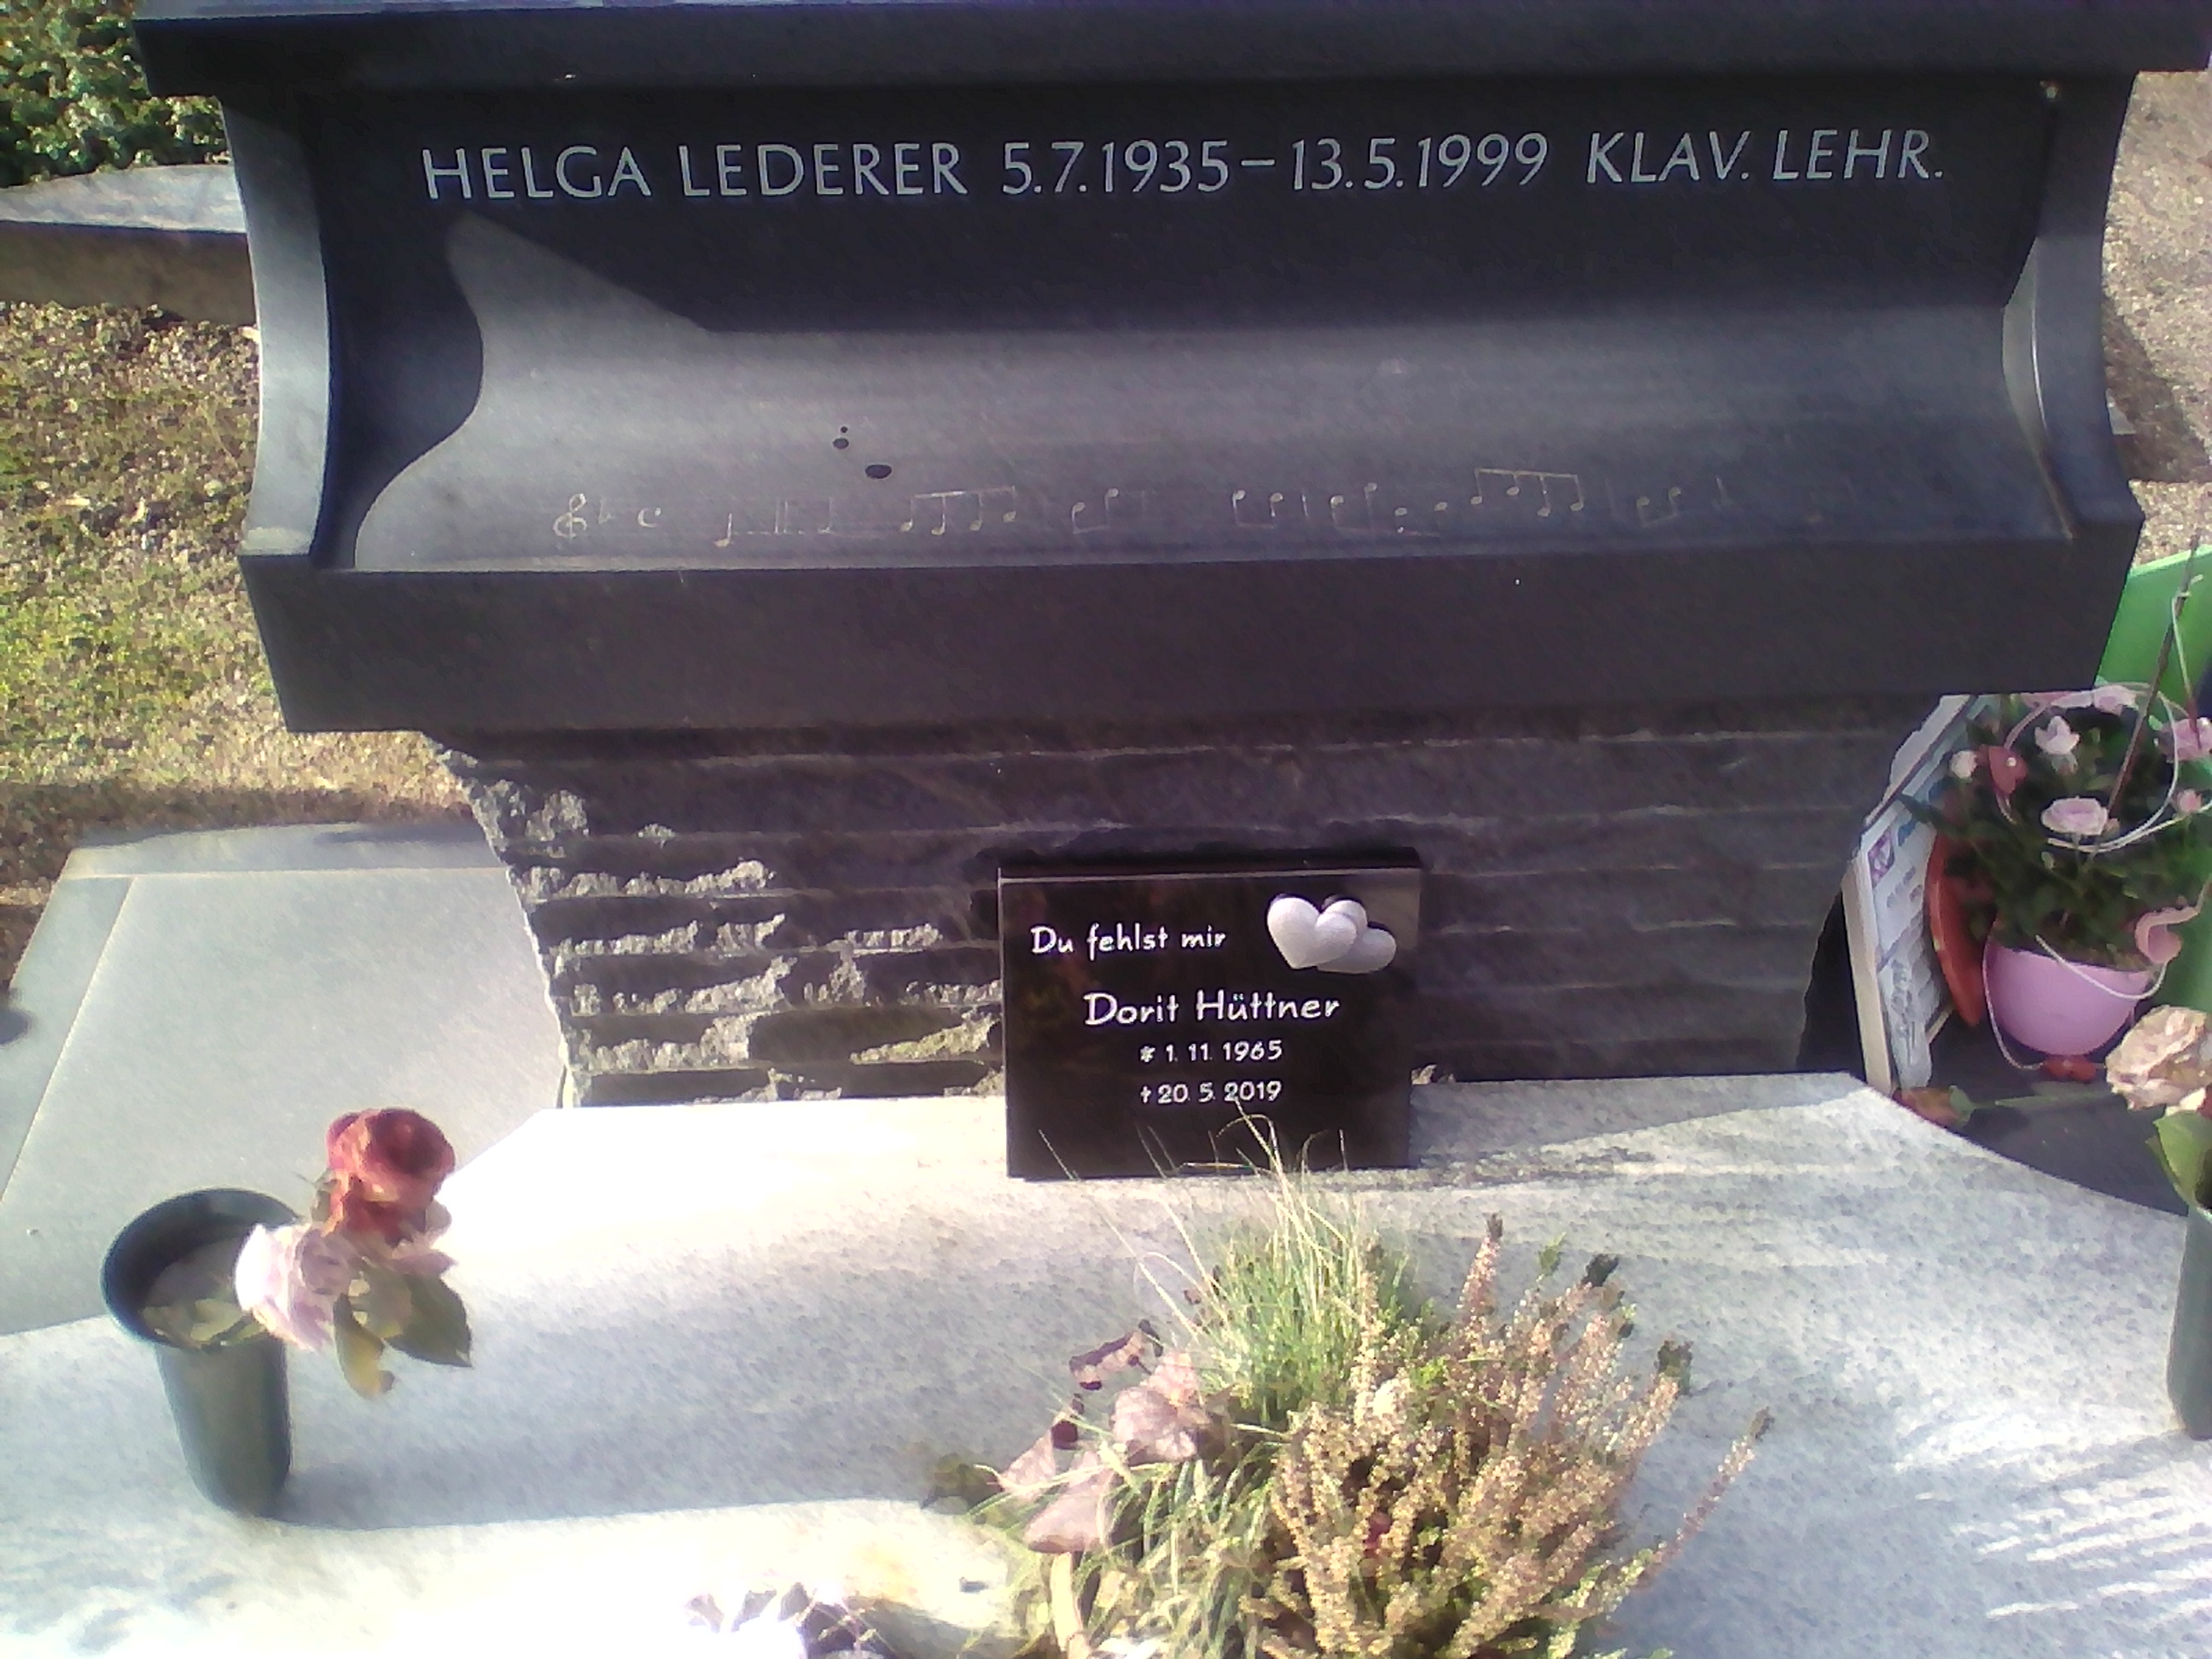 HELGA LEDERER 5.7.1935–13.5.1999 KLAV. LEHR.
Du fehlst mir
Dorit Hüttner
* 1. 11. 1965
† 20. 5. 2019